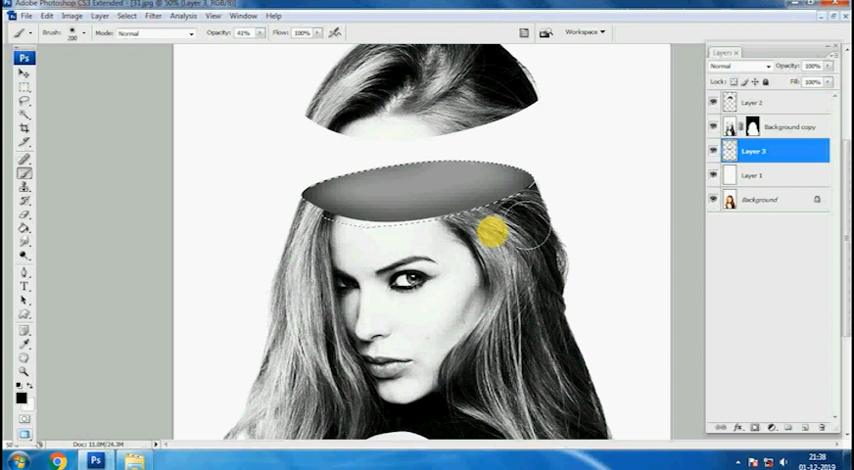 Adobe Photoshop CS3 Extended - [31.jpg @ 50% (Layer 3, RGB/8)]
File Edit Image Layer Select Filter Analysis View Window Help
Brush: 200 Mode: Normal Opacity: 41% Flow: 100% Workspace
Ps
Layers
Normal Opacity: 100%
Lock: Fill: 100%
Layer 2
Background copy
Layer 3
Layer 1
Background
T
Doc: 11.0M/24.3M
Ps
21:38
01-12-2019